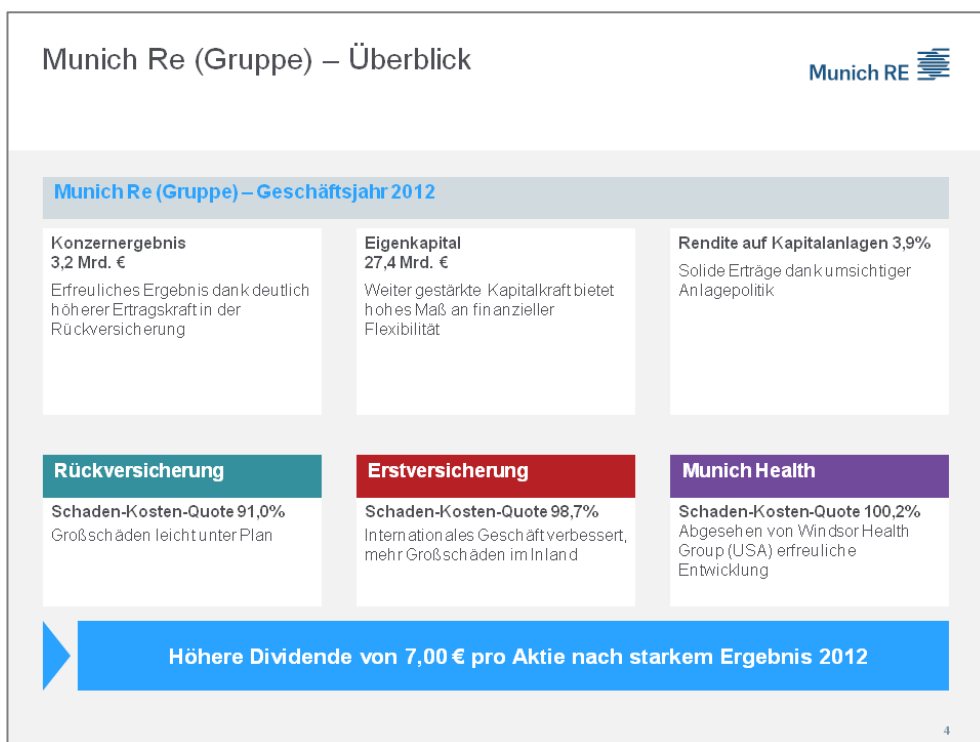 Munich Re (Gruppe) – Überblick
Munich RE
Munich Re (Gruppe) – Geschäftsjahr 2012
Konzernergebnis
3,2 Mrd. €
Erfreuliches Ergebnis dank deutlich
höherer Ertragskraft in der
Rückversicherung
Eigenkapital
27,4 Mrd. €
Weiter gestärkte Kapitalkraft bietet
hohes Maß an finanzieller
Flexibilität
Rendite auf Kapitalanlagen 3,9%
Solide Erträge dank umsichtiger
Anlagepolitik
Rückversicherung
Schaden-Kosten-Quote 91,0%
Großschäden leicht unter Plan
Erstversicherung
Schaden-Kosten-Quote 98,7%
Internationales Geschäft verbessert,
mehr Großschäden im Inland
Munich Health
Schaden-Kosten-Quote 100,2%
Abgesehen von Windsor Health
Group (USA) erfreuliche
Entwicklung
Höhere Dividende von 7,00 € pro Aktie nach starkem Ergebnis 2012
4